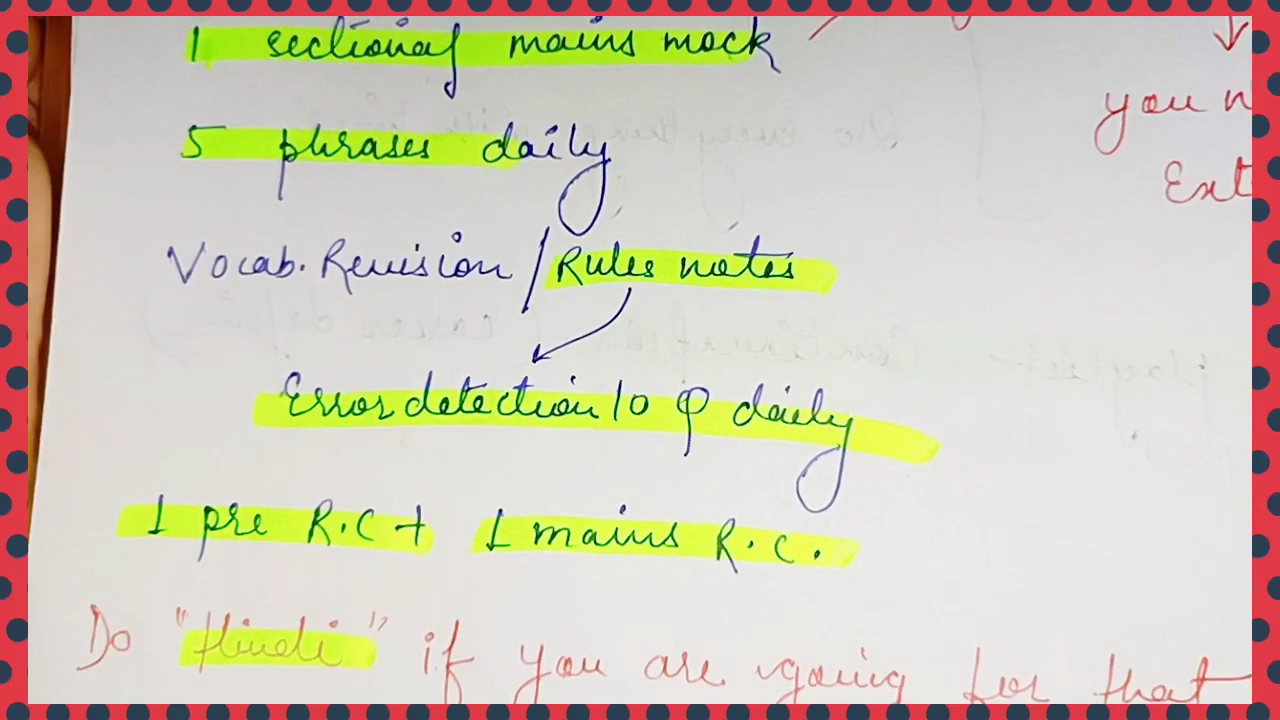 1 sectional mains mock
you n
5 phrases daily
Ext
Vocab. Revision / Rules notes
Error detection 10 Q daily
1 pre R.C + 1 mains R.C.
Do "Hindi" if you are going for that